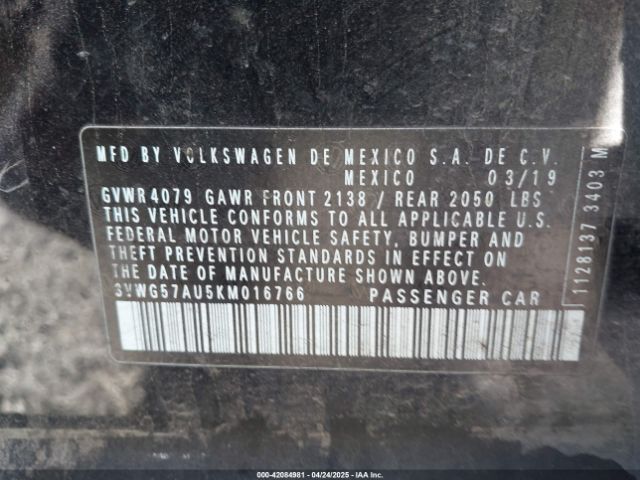 MFD BY VOLKSWAGEN DE MEXICO S.A. DE C.V.
MEXICO 03/19
GVWR 4079 GAWR FRONT 2138 / REAR 2050 LBS
THIS VEHICLE CONFORMS TO ALL APPLICABLE U.S.
FEDERAL MOTOR VEHICLE SAFETY, BUMPER AND
THEFT PREVENTION STANDARDS IN EFFECT ON
THE DATE OF MANUFACTURE SHOWN ABOVE.
3VWG57AU5KM016766 PASSENGER CAR
1128137 3403 M
000-42084981 - 04/24/2025 - IAA Inc.